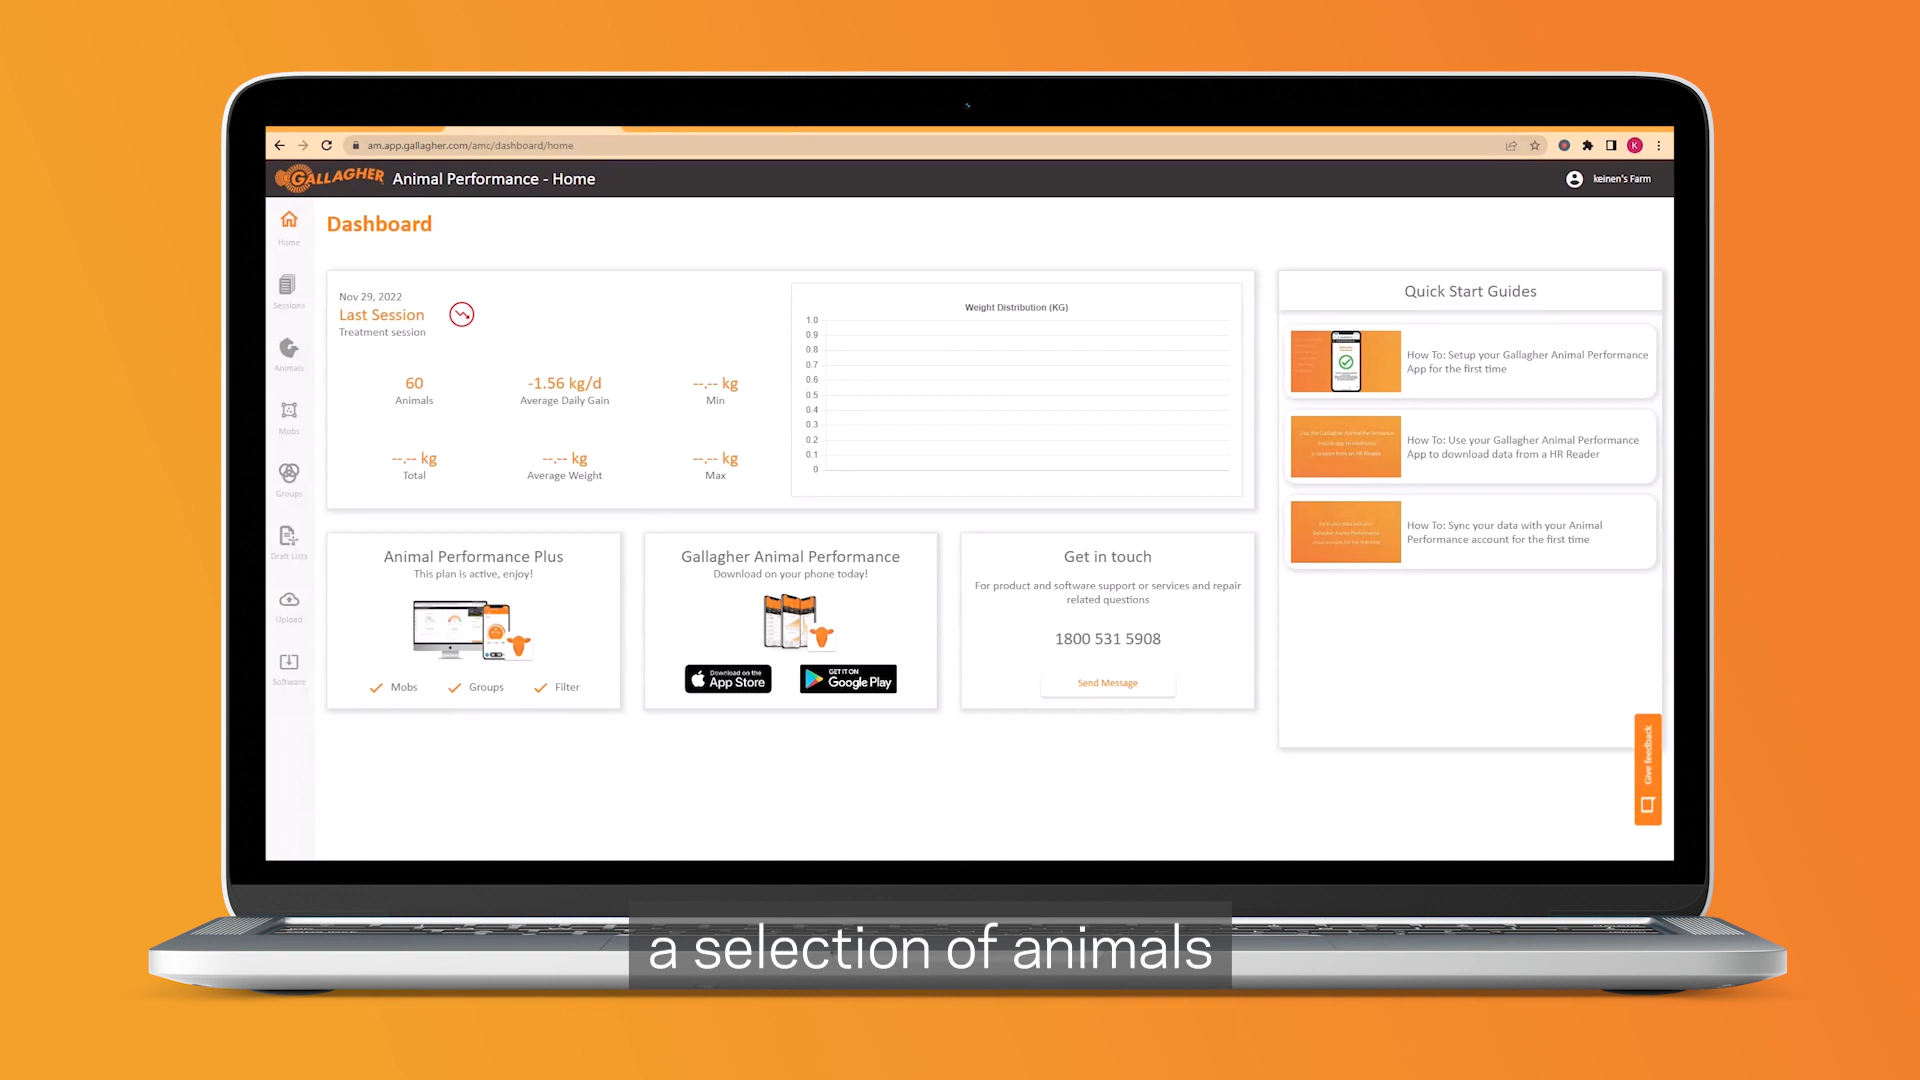 am.app.gallagher.com/amc/dashboard/home
K
GALLAGHER Animal Performance - Home
keinen's Farm
Home
Sessions
Animals
Mobs
Groups
Draft Lists
Upload
Software
Dashboard
Nov 29, 2022
Last Session
Treatment session
60
Animals
-1.56 kg/d
Average Daily Gain
--.-- kg
Min
--.-- kg
Total
--.-- kg
Average Weight
--.-- kg
Max
Weight Distribution (KG)
1.0
0.9
0.8
0.7
0.6
0.5
0.4
0.3
0.2
0.1
0
Quick Start Guides
How To: Setup your Gallagher Animal Performance
App for the first time
How To: Use your Gallagher Animal Performance
App to download data from a HR Reader
How To: Sync your data with your Animal
Performance account for the first time
Animal Performance Plus
This plan is active, enjoy!
Mobs
Groups
Filter
Gallagher Animal Performance
Download on your phone today!
Download on the
App Store
GET IT ON
Google Play
Get in touch
For product and software support or services and repair
related questions
1800 531 5908
Send Message
Give feedback
a selection of animals